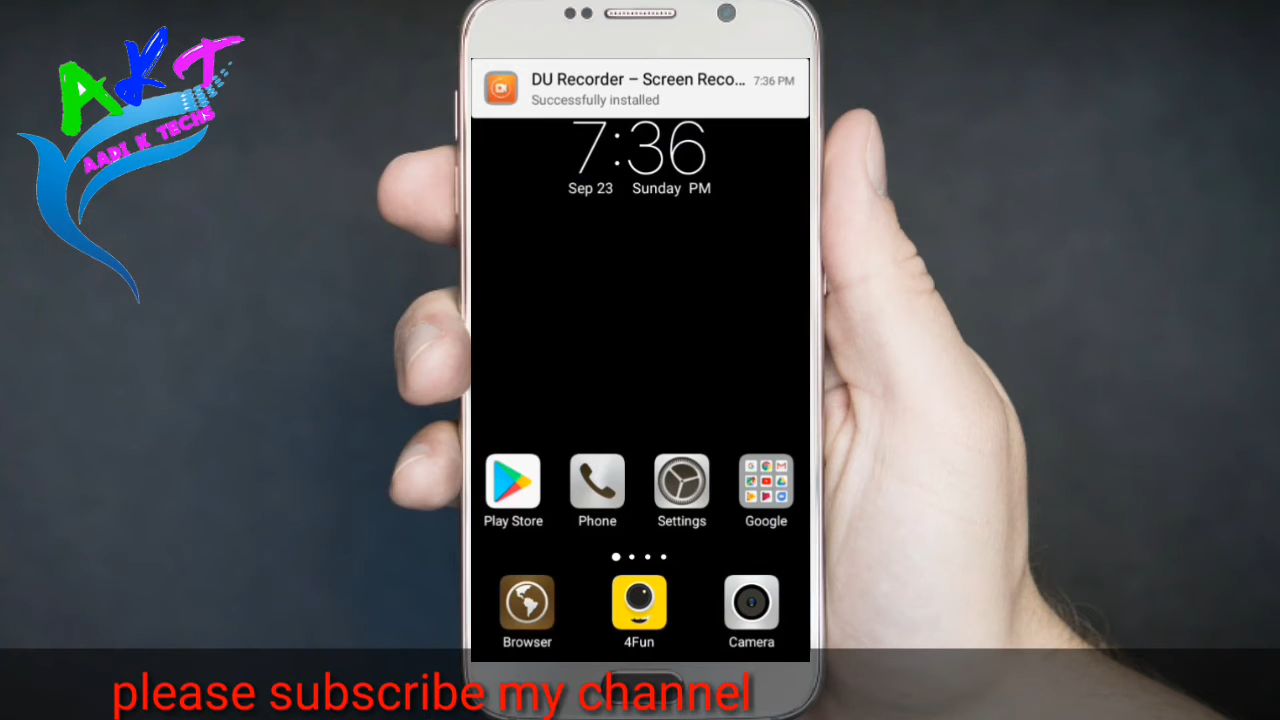 AKT
AADI K TECHS
DU Recorder – Screen Reco... 7:36 PM
Successfully installed
7:36
Sep 23 Sunday PM
Play Store Phone Settings Google
Browser 4Fun Camera
please subscribe my channel